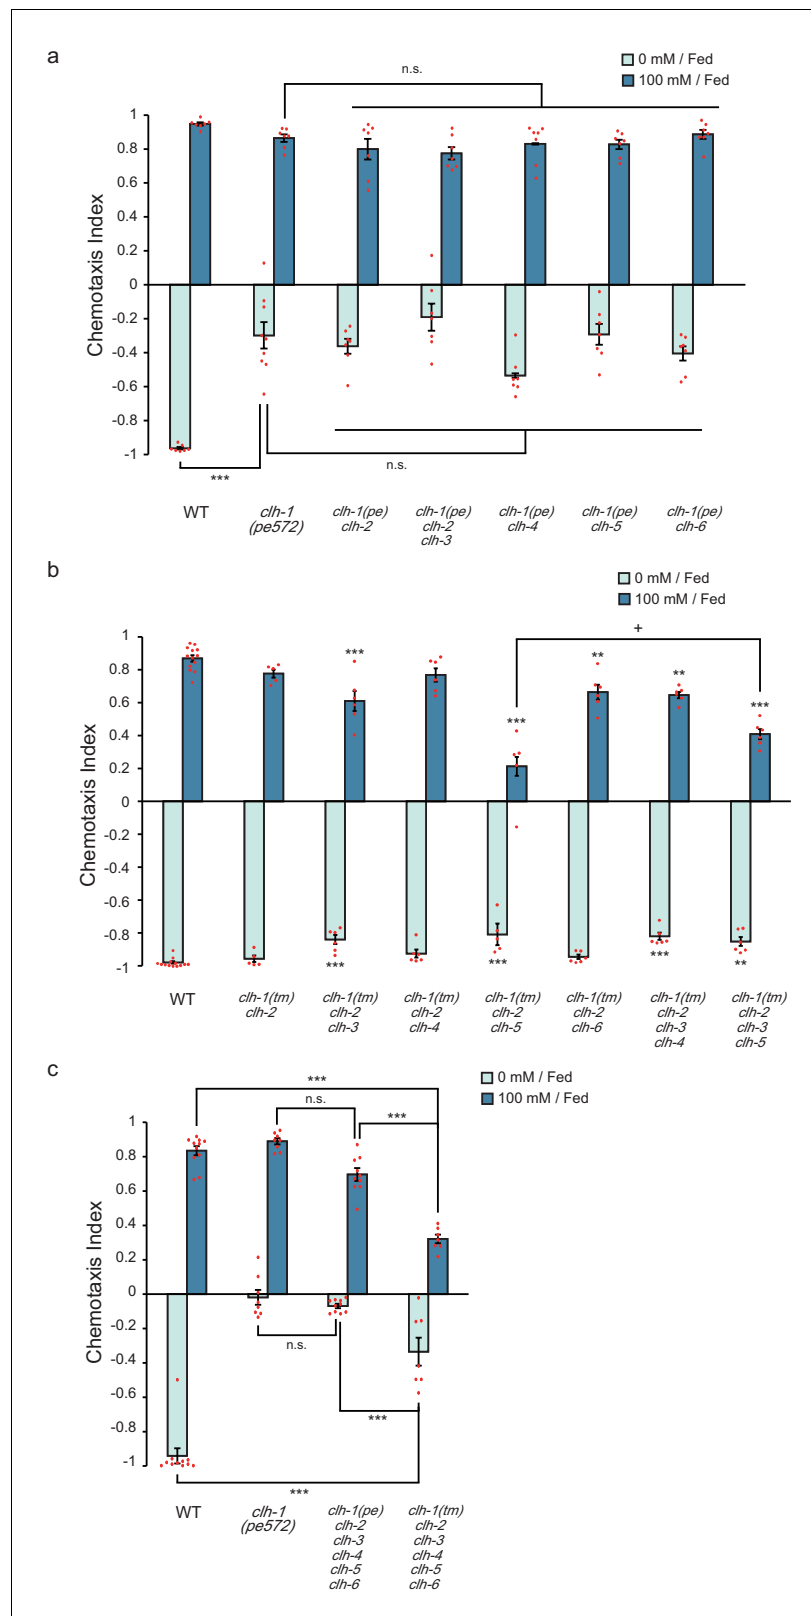 a
0 mM / Fed
100 mM / Fed
n.s.
1
0.8
0.6
0.4
0.2
0
-0.2
-0.4
-0.6
-0.8
-1
Chemotaxis Index
***
n.s.
WT
clh-1
(pe572)
clh-1(pe)
clh-2
clh-1(pe)
clh-2
clh-3
clh-1(pe)
clh-4
clh-1(pe)
clh-5
clh-1(pe)
clh-6
b
0 mM / Fed
100 mM / Fed
+
1
0.8
0.6
0.4
0.2
0
-0.2
-0.4
-0.6
-0.8
-1
Chemotaxis Index
***
***
**
**
***
***
***
***
**
WT
clh-1(tm)
clh-2
clh-1(tm)
clh-2
clh-3
clh-1(tm)
clh-2
clh-4
clh-1(tm)
clh-2
clh-5
clh-1(tm)
clh-2
clh-6
clh-1(tm)
clh-2
clh-3
clh-4
clh-1(tm)
clh-2
clh-3
clh-5
c
0 mM / Fed
100 mM / Fed
***
n.s.
***
1
0.8
0.6
0.4
0.2
0
-0.2
-0.4
-0.6
-0.8
-1
Chemotaxis Index
n.s.
***
***
WT
clh-1
(pe572)
clh-1(pe)
clh-2
clh-3
clh-4
clh-5
clh-6
clh-1(tm)
clh-2
clh-3
clh-4
clh-5
clh-6